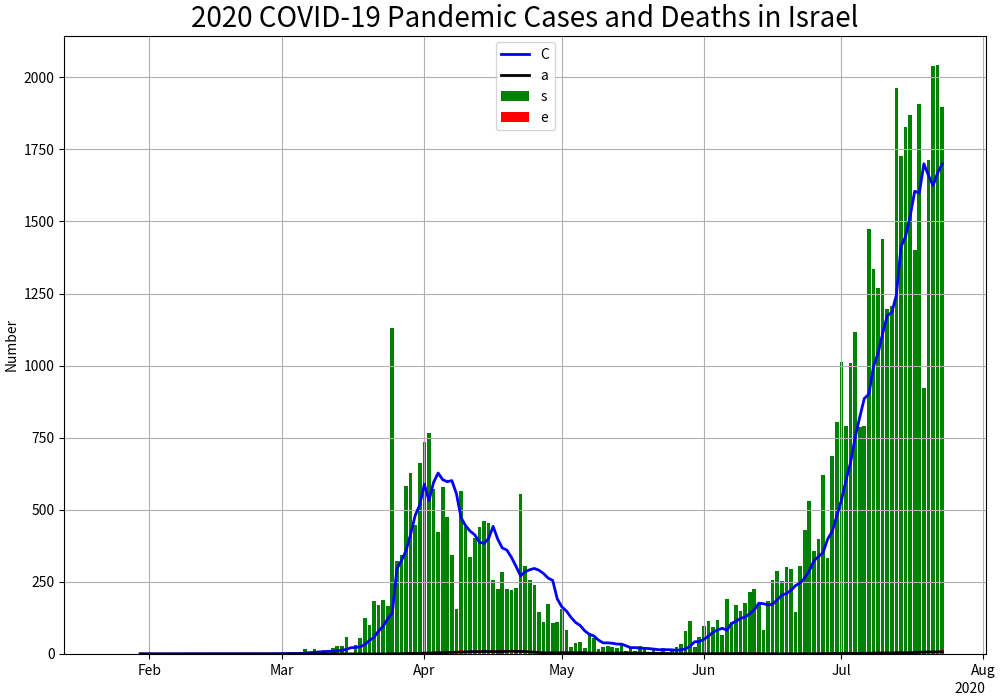 2020 COVID-19 Pandemic Cases and Deaths in Israel
C
a
s
e
2000
1750
1500
1250
1000
750
500
250
0
Number
Feb
Mar
Apr
May
Jun
Jul
Aug
2020